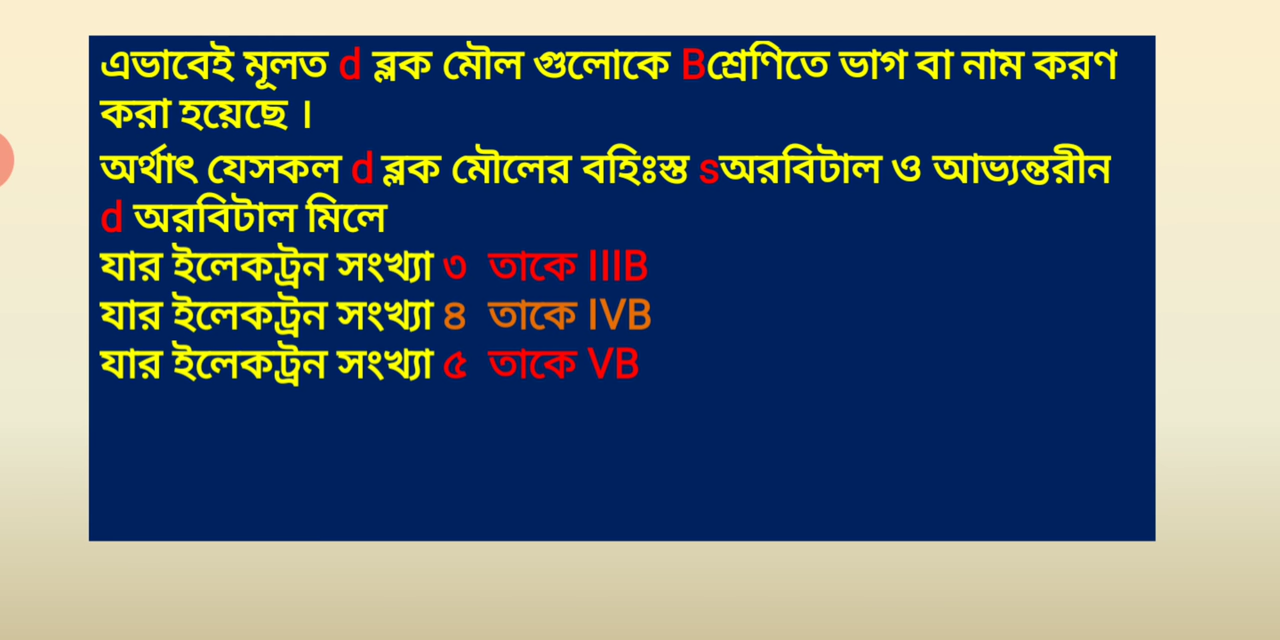 এভাবেই মূলত d ব্লক মৌল গুলোকে Bশ্রেণিতে ভাগ বা নাম করণ
করা হয়েছে ।
অর্থাৎ যেসকল d ব্লক মৌলের বহিঃস্ত sঅরবিটাল ও আভ্যন্তরীন
d অরবিটাল মিলে
যার ইলেকট্রন সংখ্যা ৩ তাকে IIIB
যার ইলেকট্রন সংখ্যা ৪ তাকে IVB
যার ইলেকট্রন সংখ্যা ৫ তাকে VB